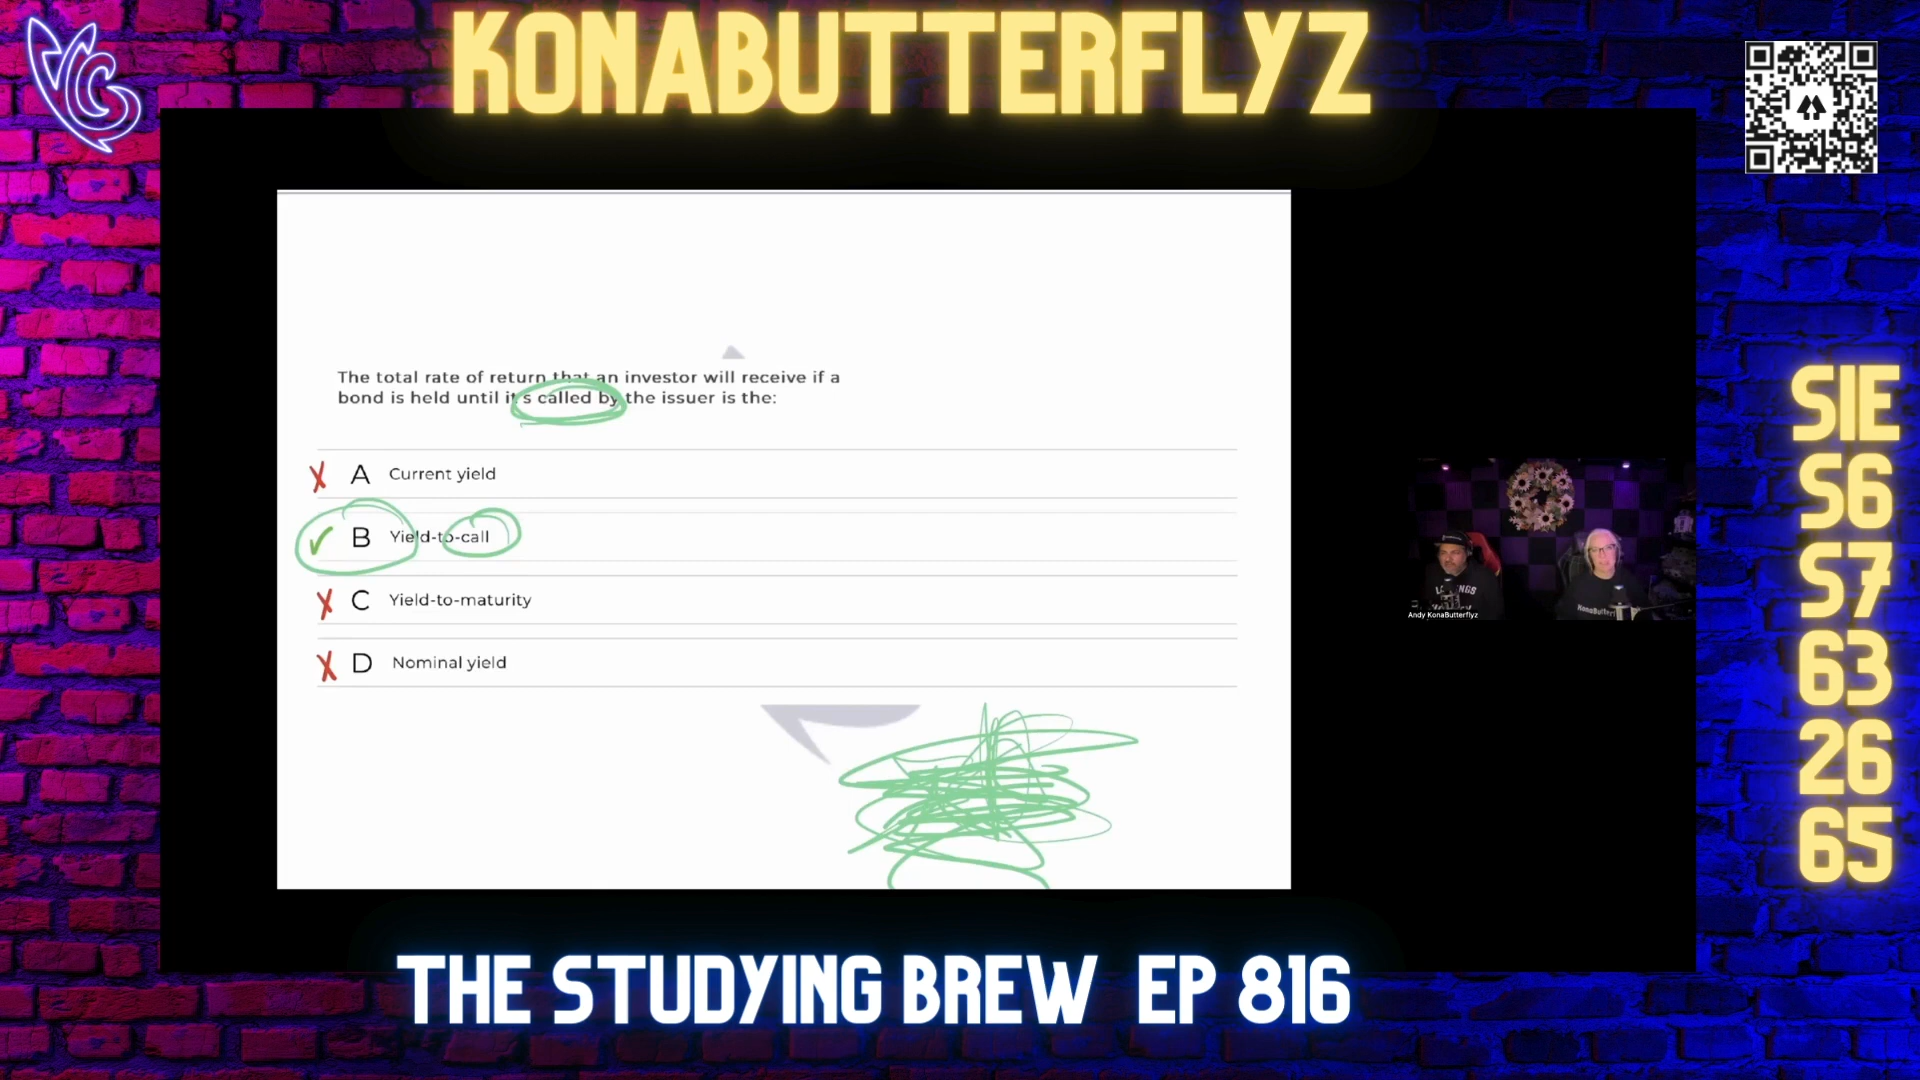 KONABUTTERFLYZ
The total rate of return that an investor will receive if a
bond is held until it's called by the issuer is the:
A Current yield
B Yield-to-call
C Yield-to-maturity
D Nominal yield
Andy KonaButterflyz
SIE
S6
S7
63
26
65
THE STUDYING BREW EP 816